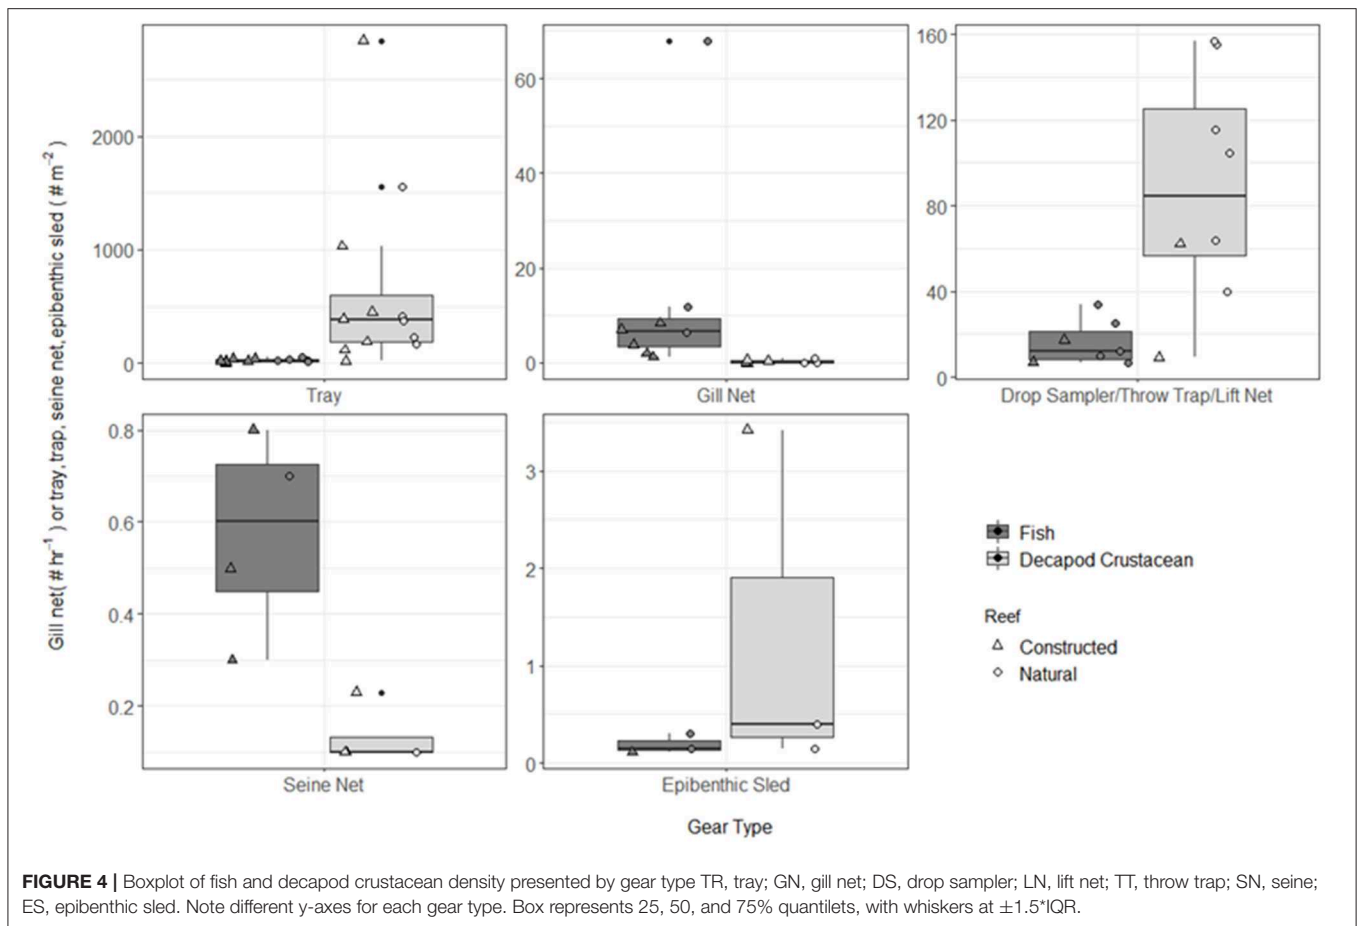 Gill net( # hr⁻¹ ) or tray, trap, seine net, epibenthic sled ( # m⁻²)
2000
1000
0
Tray
60
40
20
0
Gill Net
160
120
80
40
0
Drop Sampler/Throw Trap/Lift Net
0.8
0.6
0.4
0.2
Seine Net
3
2
1
0
Epibenthic Sled
Fish
Decapod Crustacean
Reef
Constructed
Natural
Gear Type
FIGURE 4 | Boxplot of fish and decapod crustacean density presented by gear type TR, tray; GN, gill net; DS, drop sampler; LN, lift net; TT, throw trap; SN, seine;
ES, epibenthic sled. Note different y-axes for each gear type. Box represents 25, 50, and 75% quantilets, with whiskers at ±1.5*IQR.